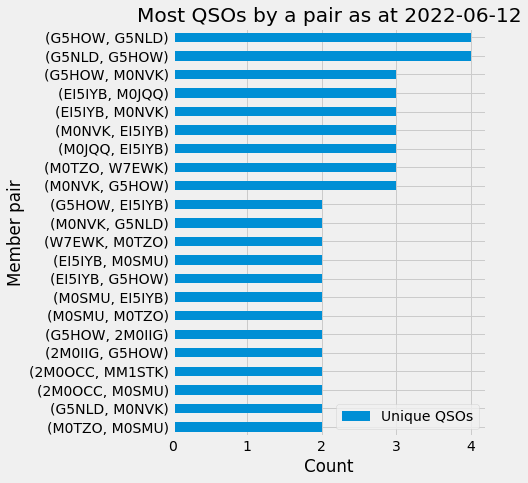 Most QSOs by a pair as at 2022-06-12
(G5HOW, G5NLD)
(G5NLD, G5HOW)
(G5HOW, M0NVK)
(EI5IYB, M0JQQ)
(EI5IYB, M0NVK)
(M0NVK, EI5IYB)
(M0JQQ, EI5IYB)
(M0TZO, W7EWK)
(M0NVK, G5HOW)
(G5HOW, EI5IYB)
(M0NVK, G5NLD)
(W7EWK, M0TZO)
(EI5IYB, M0SMU)
(EI5IYB, G5HOW)
(M0SMU, EI5IYB)
(M0SMU, M0TZO)
(G5HOW, 2M0IIG)
(2M0IIG, G5HOW)
(2M0OCC, MM1STK)
(2M0OCC, M0SMU)
(G5NLD, M0NVK)
(M0TZO, M0SMU)
Member pair
Unique QSOs
0 1 2 3 4
Count